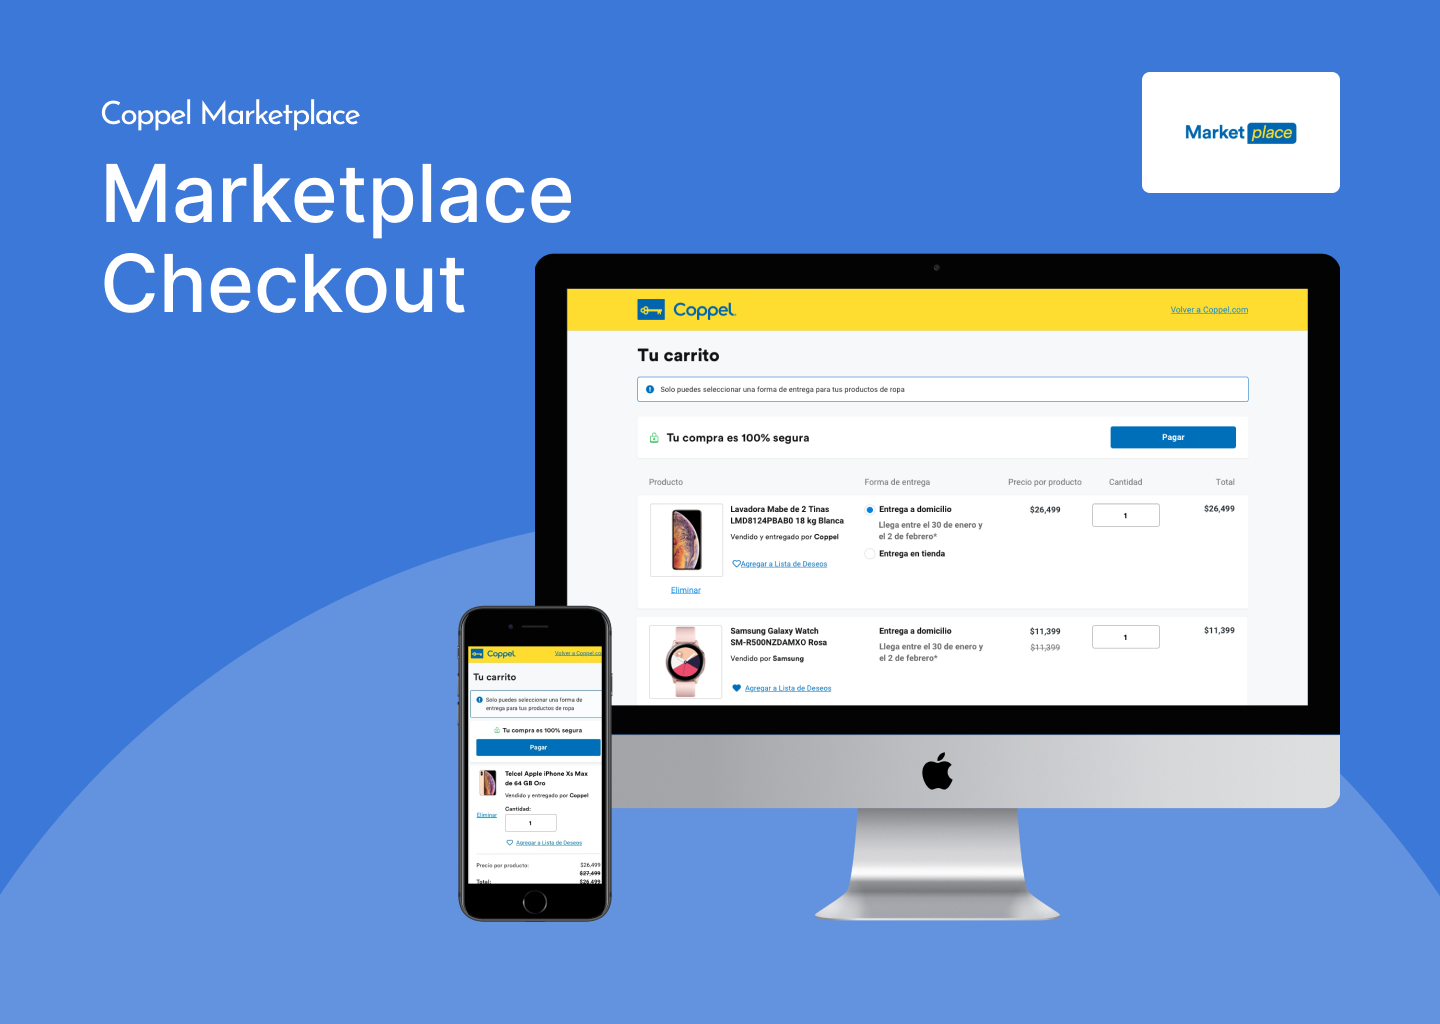 Coppel Marketplace
Marketplace
Checkout
Market place
Coppel
Volver a Coppel.com
Tu carrito
Solo puedes seleccionar una forma de entrega para tus productos de ropa
Tu compra es 100% segura
Pagar
Producto
Forma de entrega
Precio por producto
Cantidad
Total
Lavadora Mabe de 2 Tinas
LMD8124PBAB0 18 kg Blanca
Vendido y entregado por Coppel
Agregar a Lista de Deseos
Eliminar
Entrega a domicilio
Llega entre el 30 de enero y
el 2 de febrero*
Entrega en tienda
$26,499
1
$26,499
Samsung Galaxy Watch
SM-R500NZDAMXO Rosa
Vendido por Samsung
Agregar a Lista de Deseos
Entrega a domicilio
Llega entre el 30 de enero y
el 2 de febrero*
$11,399
$11,399
1
$11,399
Coppel
Volver a Coppel.co
Tu carrito
Solo puedes seleccionar una forma de
entrega para tus productos de ropa
Tu compra es 100% segura
Pagar
Telcel Apple iPhone Xs Max
de 64 GB Oro
Vendido y entregado por Coppel
Cantidad:
Eliminar
1
Agregar a Lista de Deseos
Precio por producto:
$26,499
$27,499
Total:
$26,499